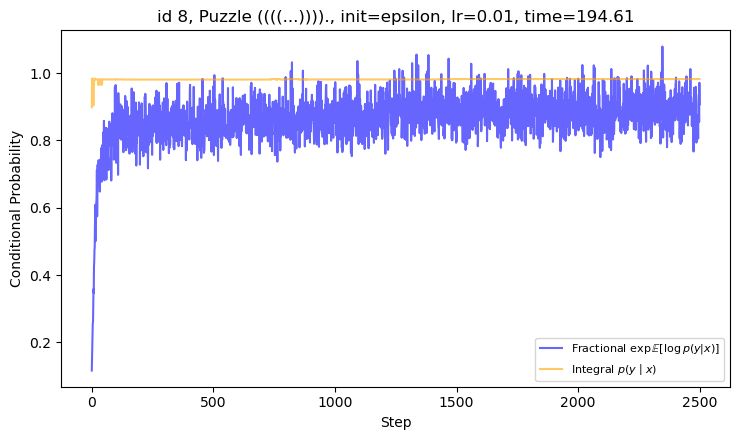 id 8, Puzzle ((((...))))., init=epsilon, lr=0.01, time=194.61
Conditional Probability
1.0
0.8
0.6
0.4
0.2
Fractional exp𝔼[log p(y|x)]
Integral p(y | x)
0
500
1000
1500
2000
2500
Step